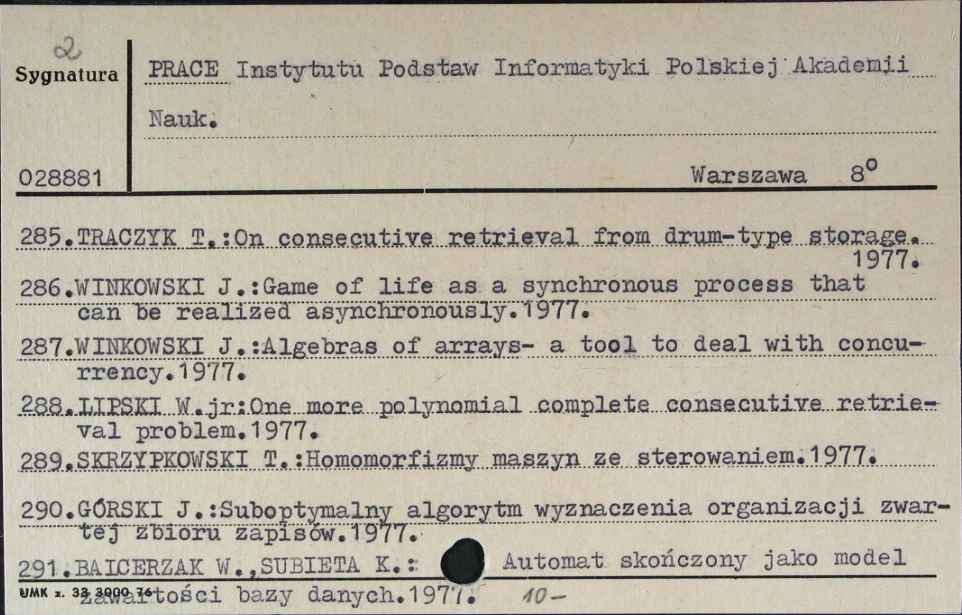 2
Sygnatura
PRACE Instytutu Podstaw Informatyki Polskiej Akademii
Nauk.
028881
Warszawa 8°
285.TRACZYK T.:On consecutive retrieval from drum-type storage.
1977.
286.WINKOWSKI J.:Game of life as a synchronous process that
can be realized asynchronously.1977.
287.WINKOWSKI J.:Algebras of arrays- a tool to deal with concu-
rrency.1977.
288.LIPSKI W.jr:One more polynomial complete consecutive retrie-
val problem.1977.
289.SKRZYPKOWSKI T.:Homomorfizmy maszyn ze sterowaniem.1977.
290.GÓRSKI J.:Suboptymalny algorytm wyznaczenia organizacji zwar-
tej zbioru zapisów.1977.
291.BAICERZAK W.,SUBIETA K.: Automat skończony jako model
zawartości bazy danych.1977. 10-
UMK z. 33 3000 76